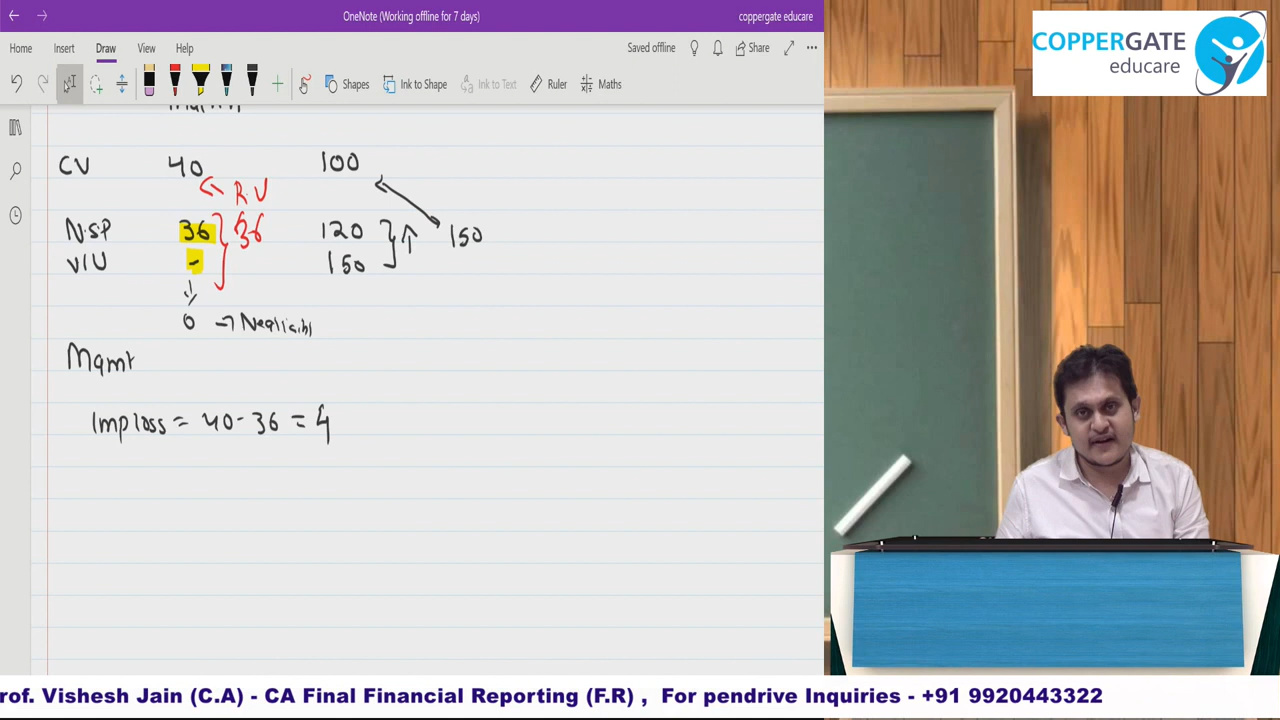 OneNote (Working offline for 7 days)
coppergate educare
Home Insert Draw View Help
Saved offline
Share
Shapes
Ink to Shape
Ink to Text
Ruler
Maths
COPPERGATE
educare
CV 40 100
R.V
N.S.P 36 36 120 150
VIU - 150
0
Mgmt
Imp loss = 40 - 36 = 4
rof. Vishesh Jain (C.A) - CA Final Financial Reporting (F.R) , For pendrive Inquiries - +91 9920443322